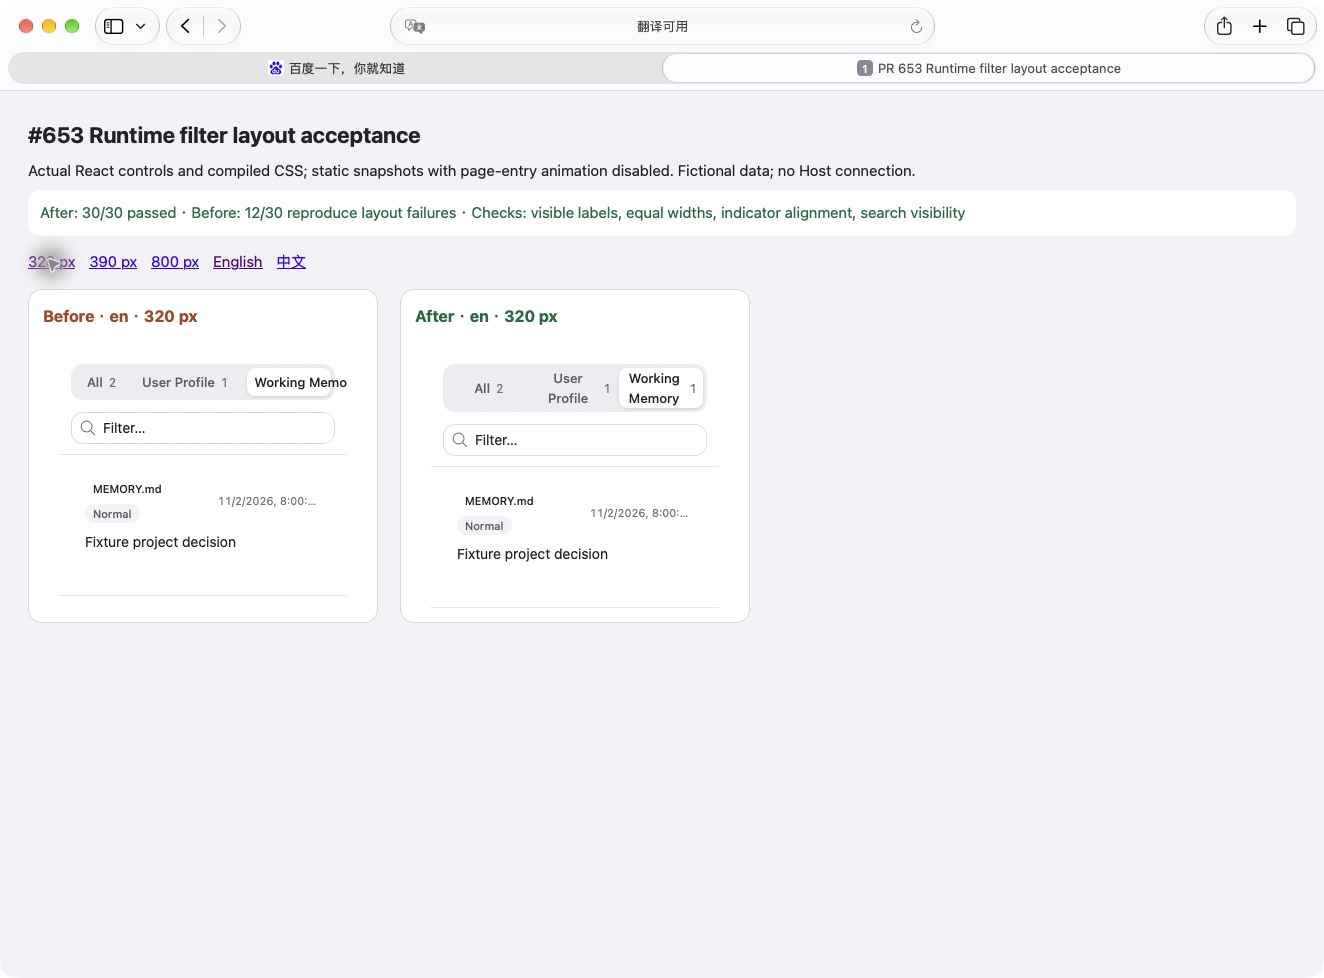 翻译可用
百度一下，你就知道
1 PR 653 Runtime filter layout acceptance
#653 Runtime filter layout acceptance
Actual React controls and compiled CSS; static snapshots with page-entry animation disabled. Fictional data; no Host connection.
After: 30/30 passed · Before: 12/30 reproduce layout failures · Checks: visible labels, equal widths, indicator alignment, search visibility
320 px 390 px 800 px English 中文
Before · en · 320 px
All 2 User Profile 1 Working Memo
Filter...
MEMORY.md
11/2/2026, 8:00:...
Normal
Fixture project decision
After · en · 320 px
All 2 User Profile 1 Working Memory 1
Filter...
MEMORY.md
11/2/2026, 8:00:...
Normal
Fixture project decision